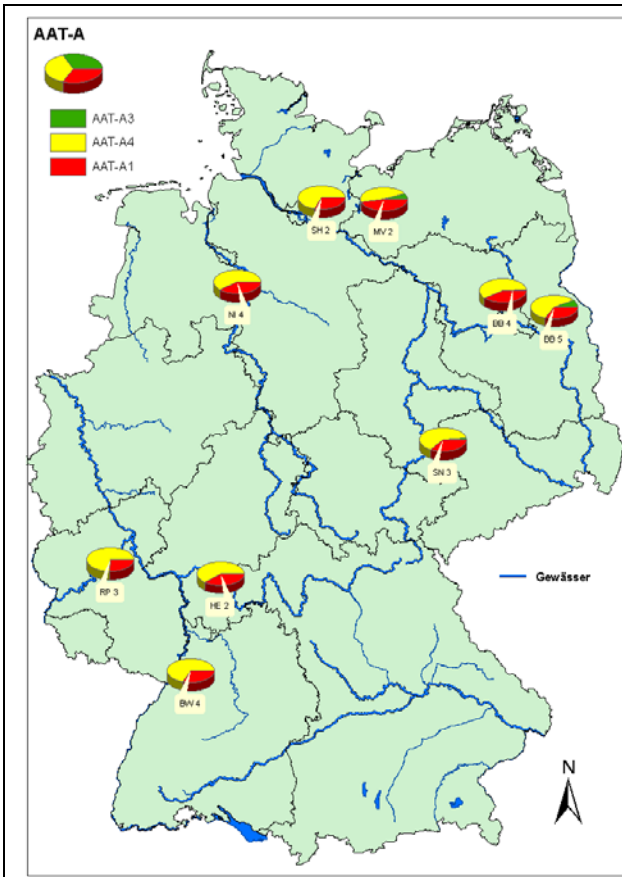 AAT-A
AAT-A3
AAT-A4
AAT-A1
SH 2
MV 2
NI 4
BB 4
BB 5
SN 3
RP 3
HE 2
Gewässer
BW 4
N